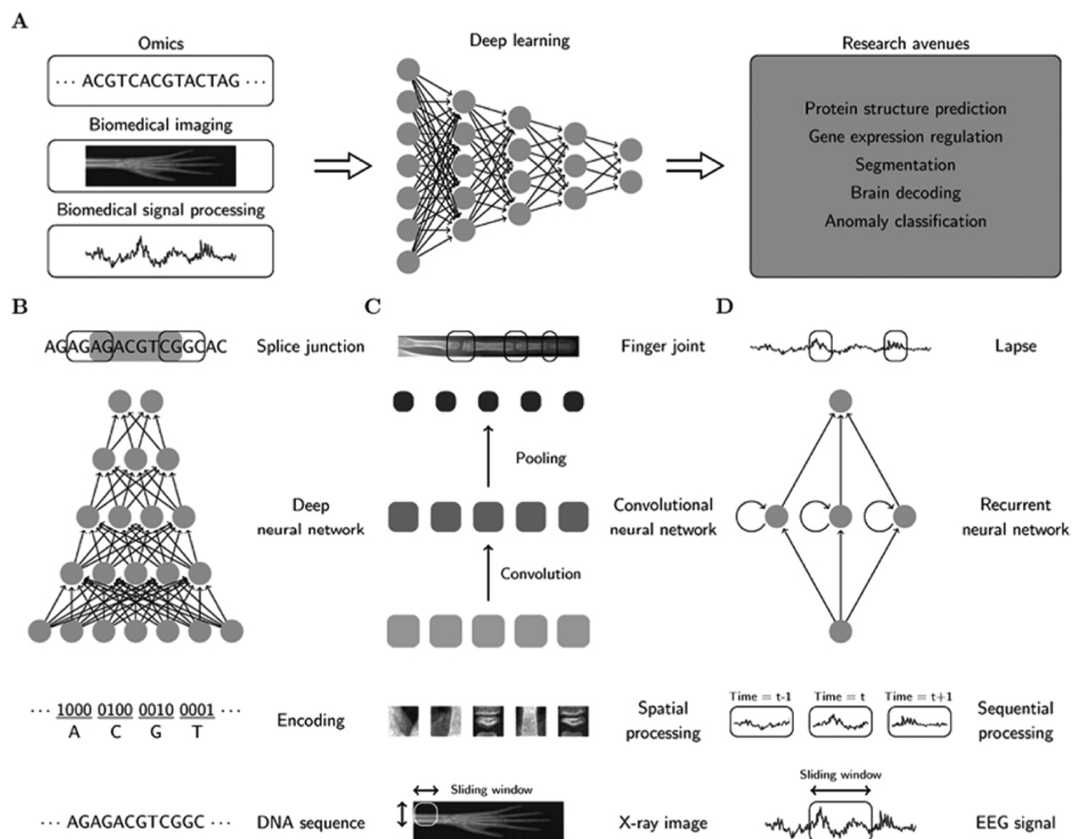 A
Omics
··· ACGTCACGTACTAG ···
Biomedical imaging
Biomedical signal processing
Deep learning
Research avenues
Protein structure prediction
Gene expression regulation
Segmentation
Brain decoding
Anomaly classification
B
AGAGAGACGTCGGCAC
Splice junction
Deep
neural network
··· 1000 0100 0010 0001 ···
A C G T
Encoding
··· AGAGACGTCGGC ···
DNA sequence
C
Finger joint
Pooling
Convolutional
neural network
Convolution
Spatial
processing
Sliding window
X-ray image
D
Lapse
Recurrent
neural network
Time = t-1
Time = t
Time = t+1
Sequential
processing
Sliding window
EEG signal